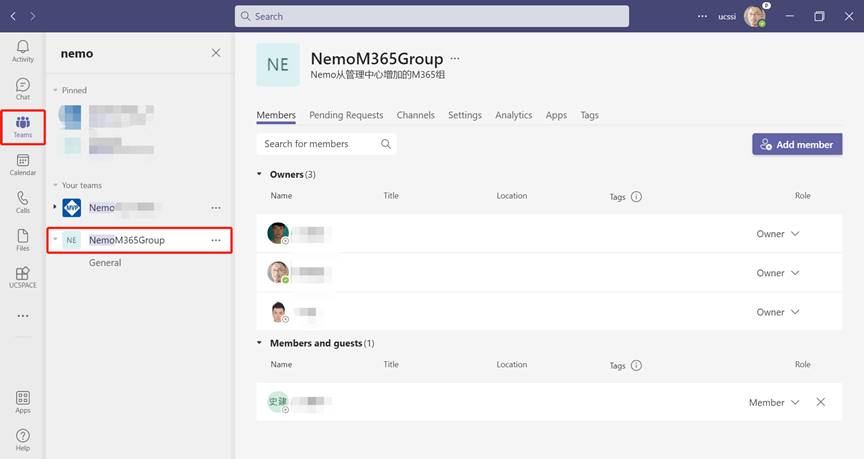 Search
ucssi
P
Activity
Chat
Teams
Calendar
Calls
Files
UCSPACE
Apps
Help
nemo
Pinned
Your teams
MVP
Nemo
NE NemoM365Group
General
NE
NemoM365Group
Nemo从管理中心增加的M365组
Members Pending Requests Channels Settings Analytics Apps Tags
Search for members
Add member
Owners (3)
Name Title Location Tags Role
Owner
Owner
Owner
Members and guests (1)
Name Title Location Tags Role
史建 Member